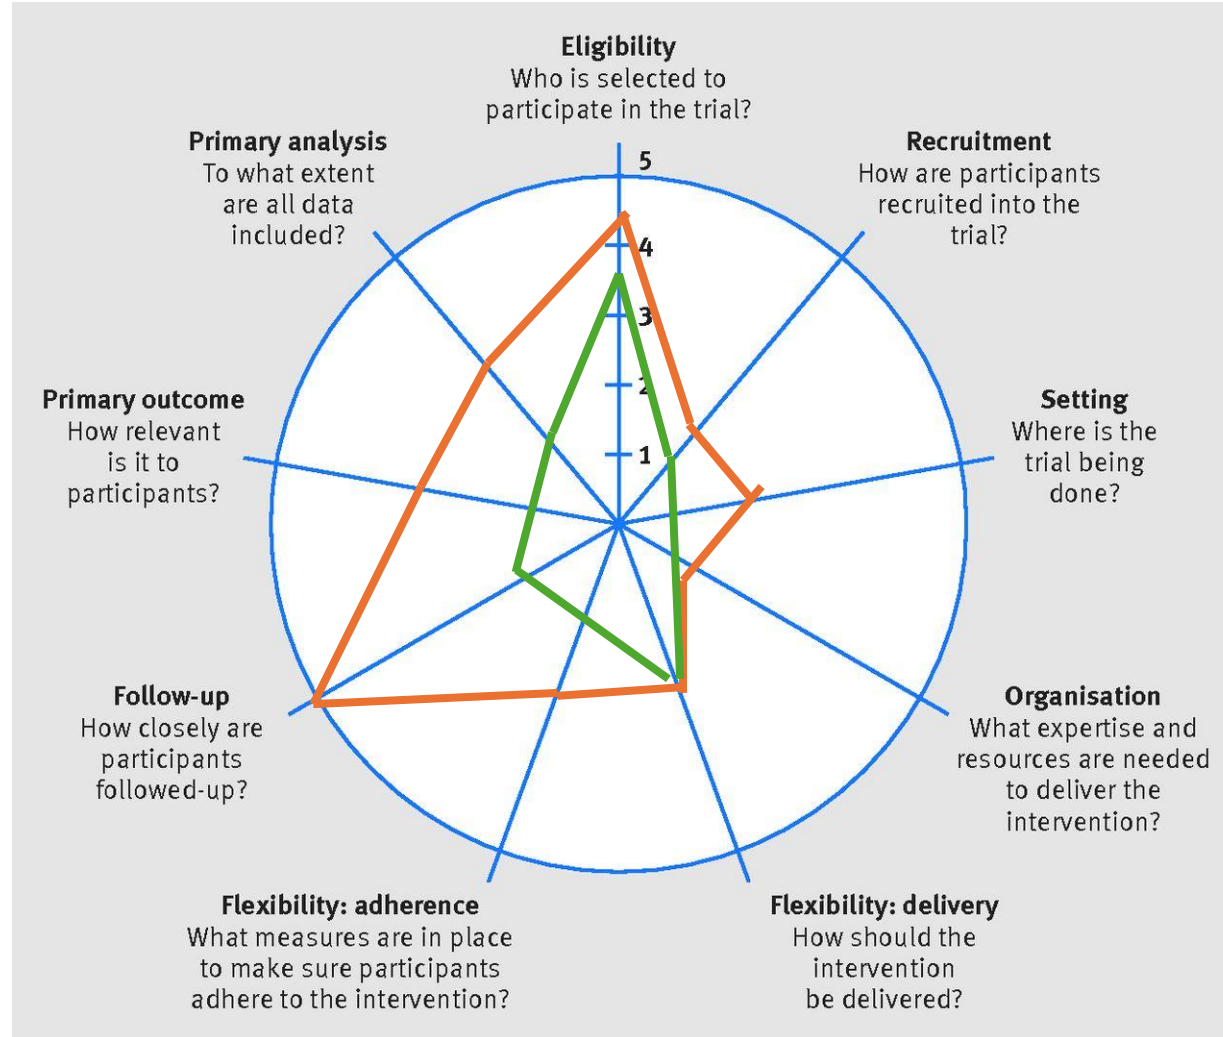 Eligibility
Who is selected to
participate in the trial?
Recruitment
How are participants
recruited into the
trial?
Setting
Where is the
trial being
done?
Organisation
What expertise and
resources are needed
to deliver the
intervention?
Flexibility: delivery
How should the
intervention
be delivered?
Flexibility: adherence
What measures are in place
to make sure participants
adhere to the intervention?
Follow-up
How closely are
participants
followed-up?
Primary outcome
How relevant
is it to
participants?
Primary analysis
To what extent
are all data
included?
5
4
3
2
1